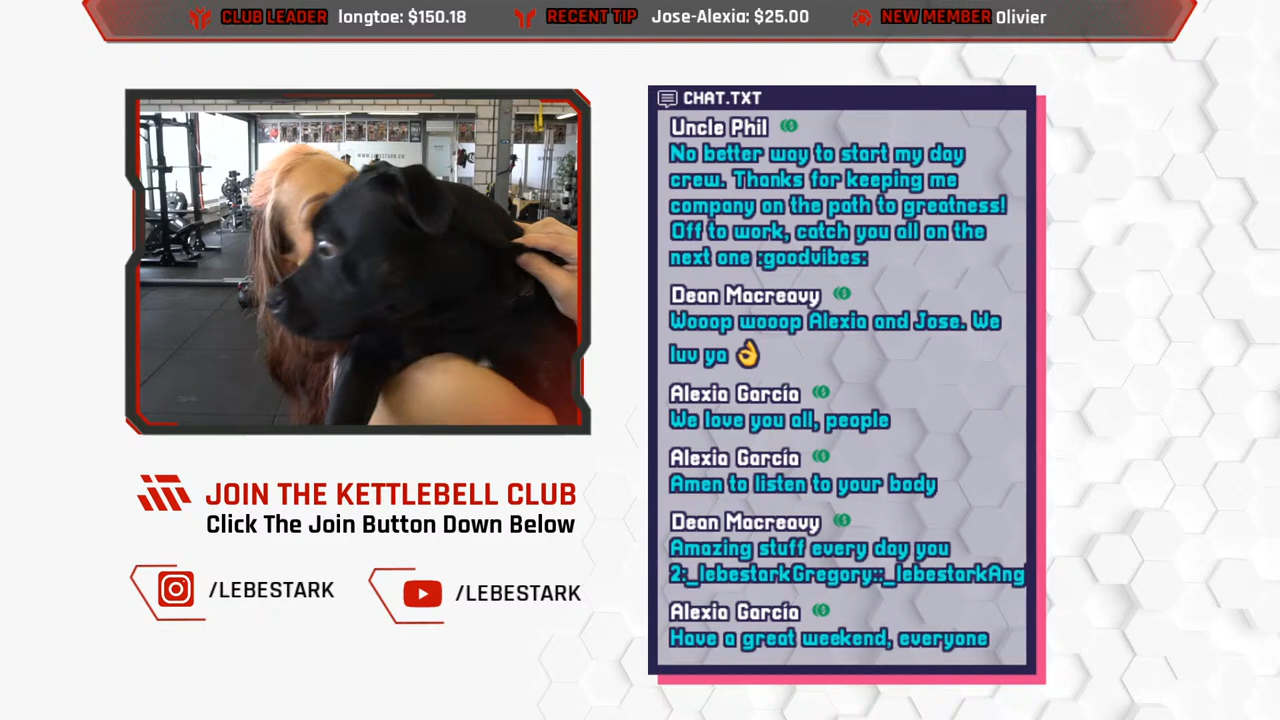 CLUB LEADER longtoe: $150.18 RECENT TIP Jose-Alexia: $25.00 NEW MEMBER Olivier
WWW.LEBESTARK.CH
JOIN THE KETTLEBELL CLUB
Click The Join Button Down Below
/LEBESTARK /LEBESTARK
CHAT.TXT
Uncle Phil
No better way to start my day
crew. Thanks for keeping me
company on the path to greatness!
Off to work, catch you all on the
next one :goodvibes:
Dean Macreavy
Wooop wooop Alexia and Jose. We
luv ya 👌
Alexia García
We love you all, people
Alexia García
Amen to listen to your body
Dean Macreavy
Amazing stuff every day you
2:_lebestarkGregory::_lebestarkAng
Alexia García
Have a great weekend, everyone